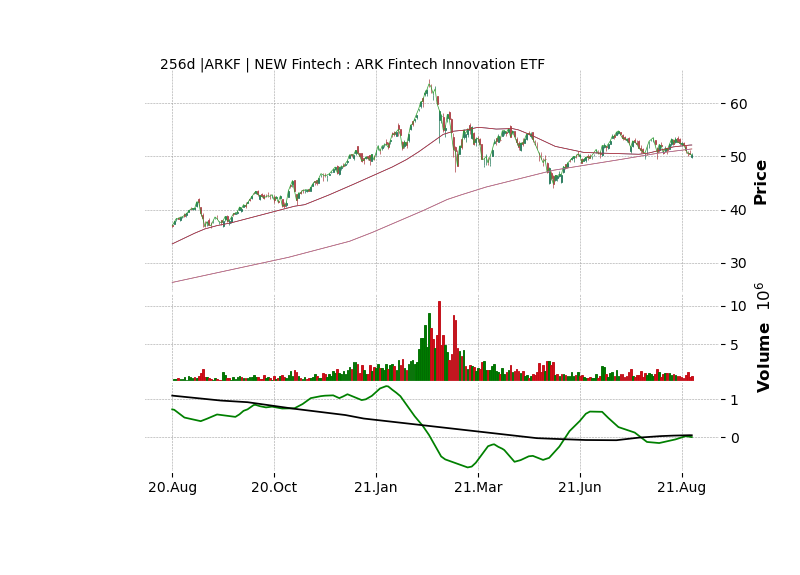 256d |ARKF | NEW Fintech : ARK Fintech Innovation ETF
60
50
40
30
Price
10
5
Volume 10^6
1
0
20.Aug 20.Oct 21.Jan 21.Mar 21.Jun 21.Aug